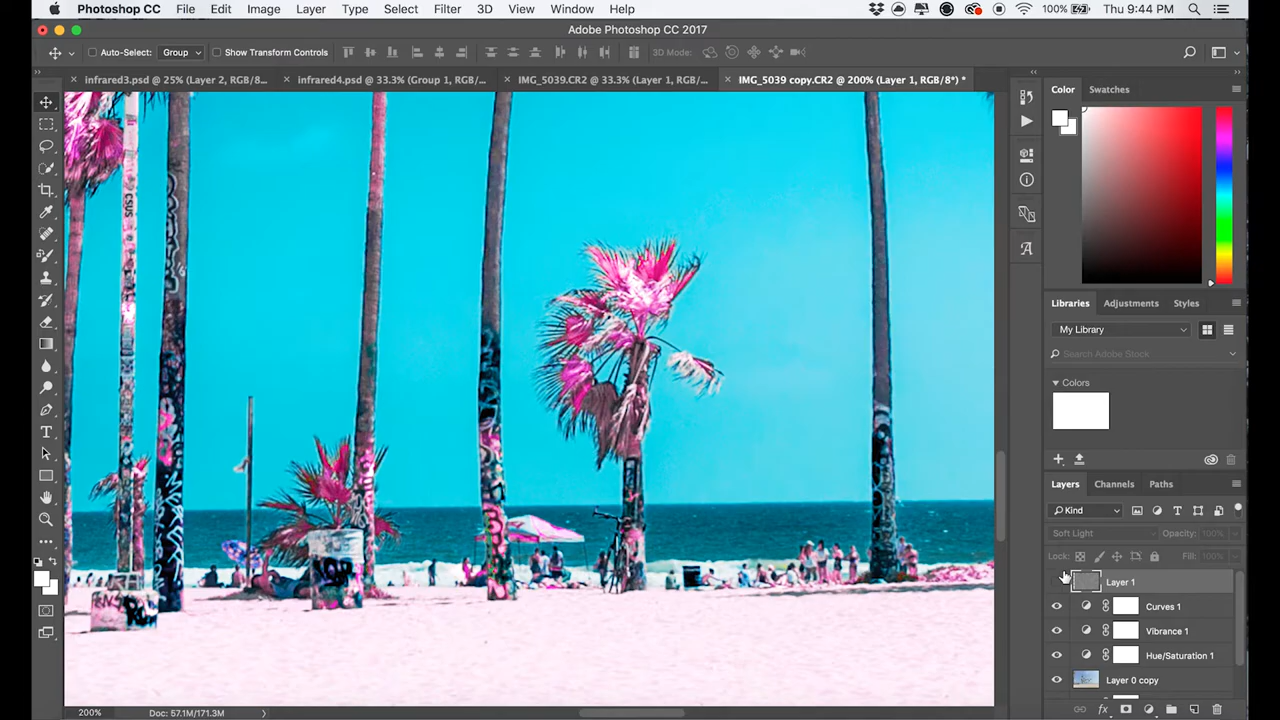 Photoshop CC File Edit Image Layer Type Select Filter 3D View Window Help 100% Thu 9:44 PM
Adobe Photoshop CC 2017
Auto-Select: Group Show Transform Controls 3D Mode:
infrared3.psd @ 25% (Layer 2, RGB/8... infrared4.psd @ 33.3% (Group 1, RGB/... IMG_5039.CR2 @ 33.3% (Layer 1, RGB/... IMG_5039 copy.CR2 @ 200% (Layer 1, RGB/8*) *
Color Swatches
Libraries Adjustments Styles
My Library
Search Adobe Stock
Colors
Layers Channels Paths
Kind
Soft Light Opacity: 100%
Lock: Fill: 100%
Layer 1
Curves 1
Vibrance 1
Hue/Saturation 1
Layer 0 copy
200% Doc: 57.1M/171.3M